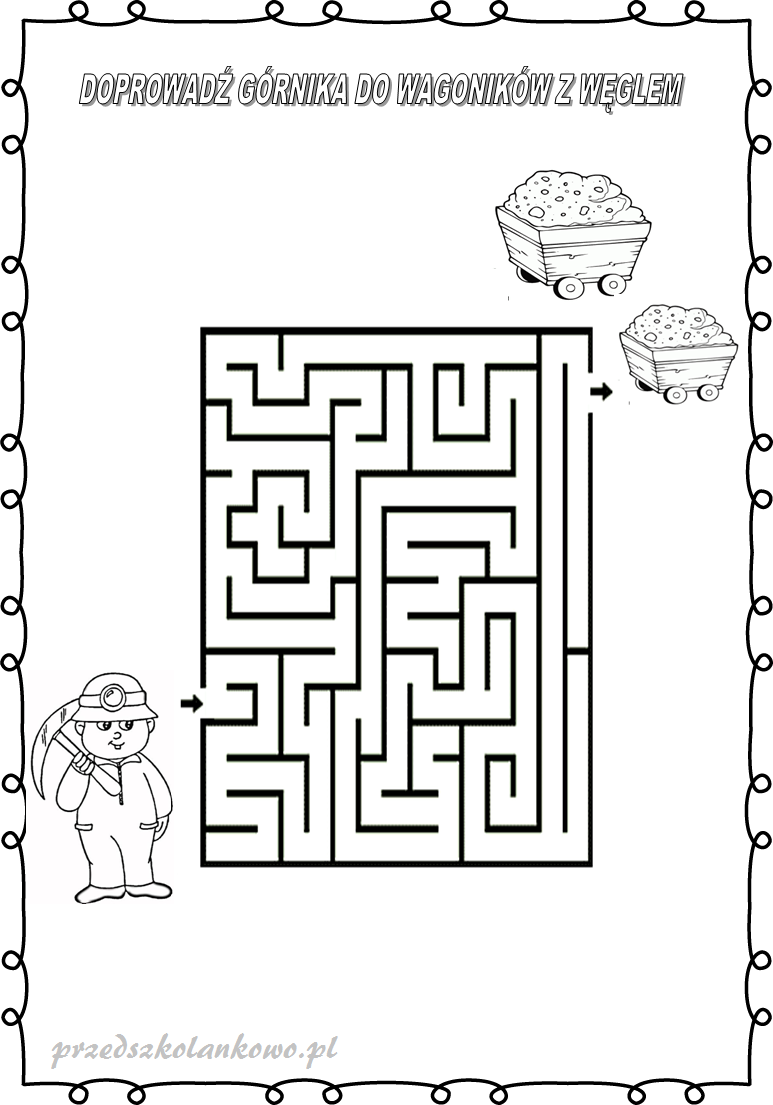 DOPROWADŹ GÓRNIKA DO WAGONIKÓW Z WĘGLEM
przedszkolankowo.pl